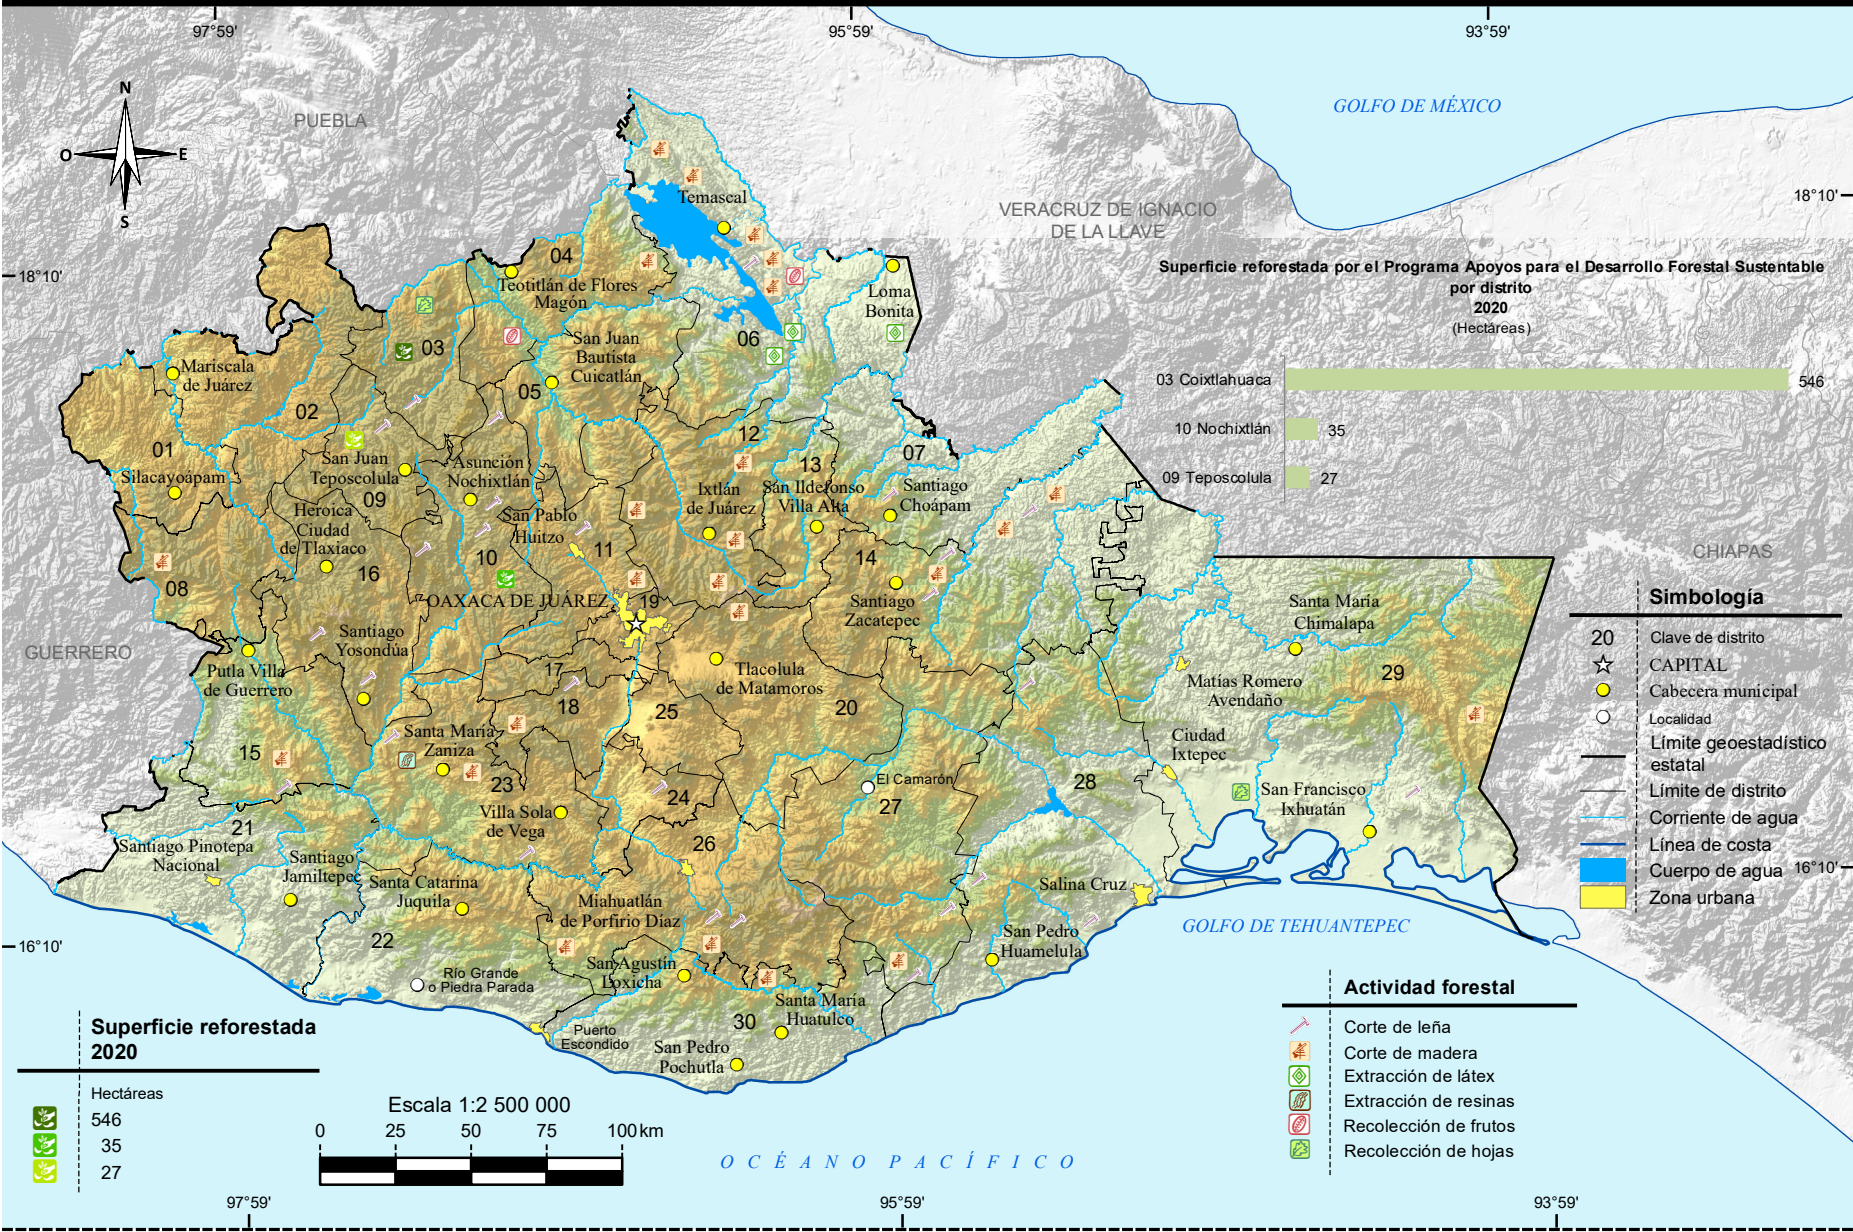 97°59'
95°59'
93°59'
N
O
E
S
PUEBLA
GOLFO DE MÉXICO
18°10'
VERACRUZ DE IGNACIO
DE LA LLAVE
Temascal
04
Teotitlán de Flores
Magón
18°10'
Loma
Bonita
Superficie reforestada por el Programa Apoyos para el Desarrollo Forestal Sustentable
por distrito
2020
(Hectáreas)
03 Coixtlahuaca
546
10 Nochixtlán
35
09 Teposcolula
27
03
06
San Juan
Bautista
Cuicatlán
05
Mariscala
de Juárez
02
01
Silacayoápam
San Juan
Teposcolula
09
Asunción
Nochixtlán
12
13
07
Ixtlán
de Juárez
San Ildefonso
Villa Alta
Santiago
Choápam
Heroica
Ciudad
de Tlaxiaco
San Pablo
Huitzo
10
11
14
16
08
OAXACA DE JUÁREZ
19
Santiago
Zacatepec
CHIAPAS
GUERRERO
Santiago
Yosondúa
Putla Villa
de Guerrero
17
18
Tlacolula
de Matamoros
25
20
Santa María
Chimalapa
29
Matías Romero
Avendaño
Ciudad
Ixtepec
15
Santa María
Zaniza
23
24
El Camarón
27
28
San Francisco
Ixhuatán
Villa Sola
de Vega
21
Santiago Pinotepa
Nacional
26
Santiago
Jamiltepec
Santa Catarina
Juquila
Miahuatlán
de Porfirio Díaz
Salina Cruz
GOLFO DE TEHUANTEPEC
San Pedro
Huamelula
22
Río Grande
o Piedra Parada
San Agustín
Loxicha
Santa María
Huatulco
30
Puerto
Escondido
San Pedro
Pochutla
16°10'
16°10'
Simbología
20 Clave de distrito
CAPITAL
Cabecera municipal
Localidad
Límite geoestadístico
estatal
Límite de distrito
Corriente de agua
Línea de costa
Cuerpo de agua
Zona urbana
Actividad forestal
Corte de leña
Corte de madera
Extracción de látex
Extracción de resinas
Recolección de frutos
Recolección de hojas
Superficie reforestada
2020
Hectáreas
546
35
27
Escala 1:2 500 000
0 25 50 75 100 km
OCÉANO PACÍFICO
97°59'
95°59'
93°59'